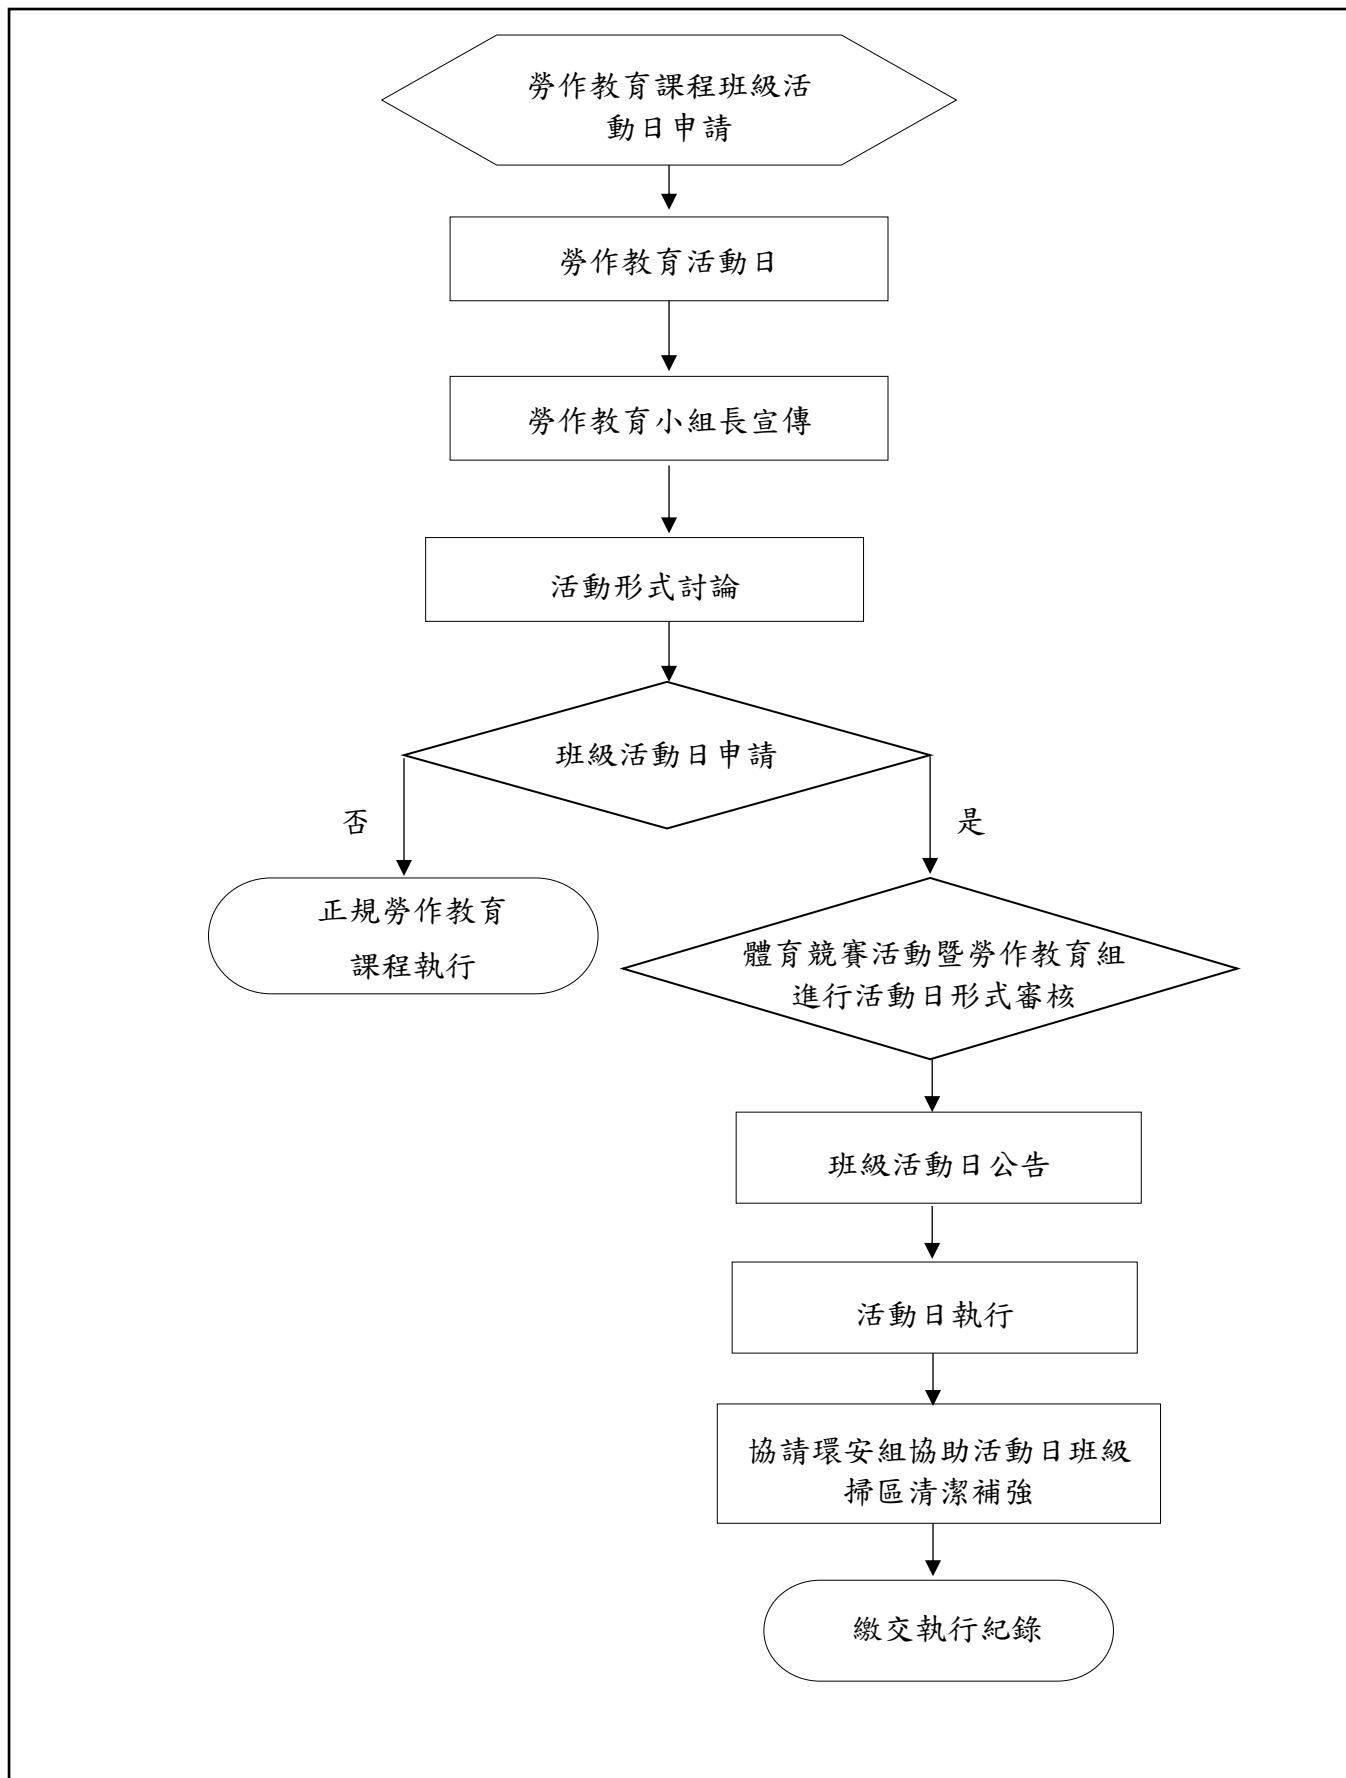 勞作教育課程班級活
動日申請
勞作教育活動日
勞作教育小組長宣傳
活動形式討論
班級活動日申請
否
是
正規勞作教育
課程執行
體育競賽活動暨勞作教育組
進行活動日形式審核
班級活動日公告
活動日執行
協請環安組協助活動日班級
掃區清潔補強
繳交執行紀錄